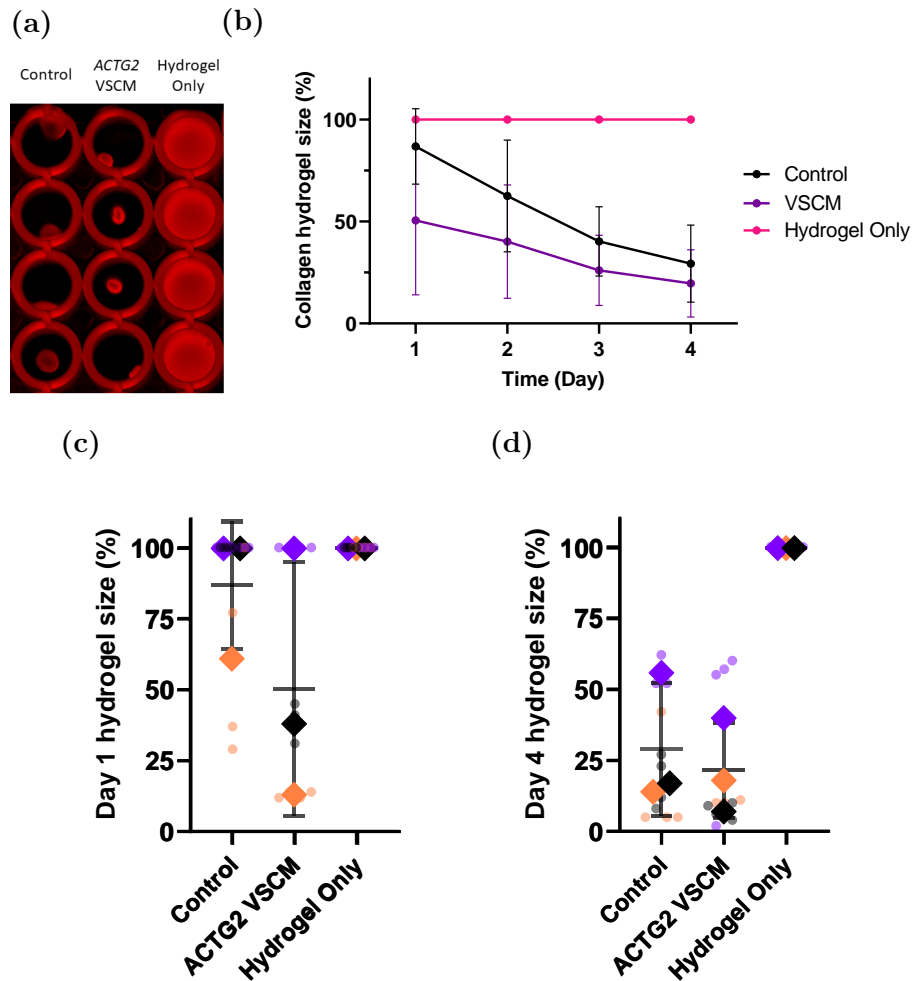 (a)
Control
ACTG2
VSCM
Hydrogel
Only
(b)
Collagen hydrogel size (%)
100
50
0
1 2 3 4
Time (Day)
Control
VSCM
Hydrogel Only
(c)
Day 1 hydrogel size (%)
100
75
50
25
0
Control
ACTG2 VSCM
Hydrogel Only
(d)
Day 4 hydrogel size (%)
100
75
50
25
0
Control
ACTG2 VSCM
Hydrogel Only